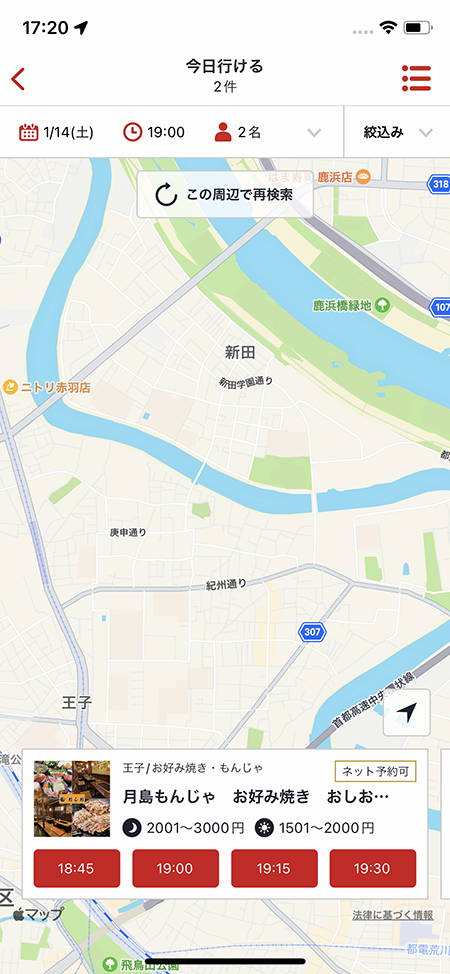 17:20
今日行ける
2件
1/14(土)
19:00
2名
絞込み
はま寿司 鹿浜店
318
この周辺で再検索
鹿浜橋緑地
107
新田
ニトリ赤羽店
新田学園通り
庚申通り
紀州通り
307
首都高速中央環状線
王子
王子/お好み焼き・もんじゃ
ネット予約可
月島もんじゃ　お好み焼き　おしお…
2001〜3000円
1501〜2000円
18:45
19:00
19:15
19:30
区
マップ
法律に基づく情報
都電荒川
飛鳥山公園